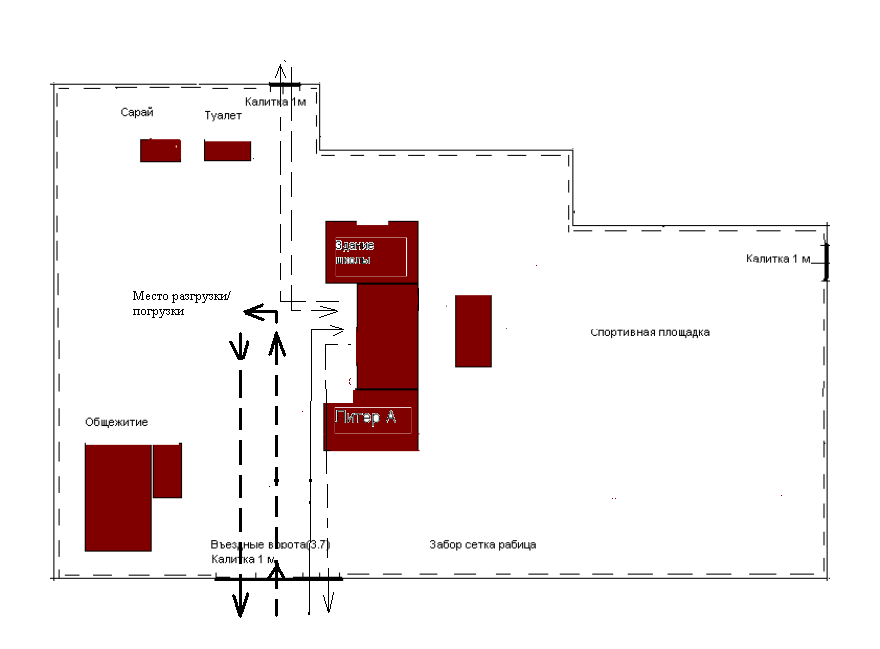 Калитка 1м
Сарай
Туалет
Здание
школы
Калитка 1 м
Место разгрузки/
погрузки
Спортивная площадка
Питер А
Общежитие
Въездные ворота(3.7)
Забор сетка рабица
Калитка 1 м